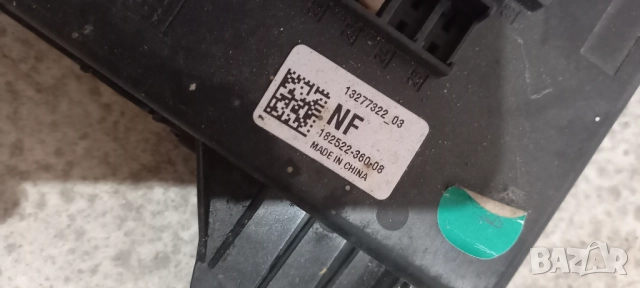 13277322_03
NF
182522-360-08
MADE IN CHINA
BAZAR